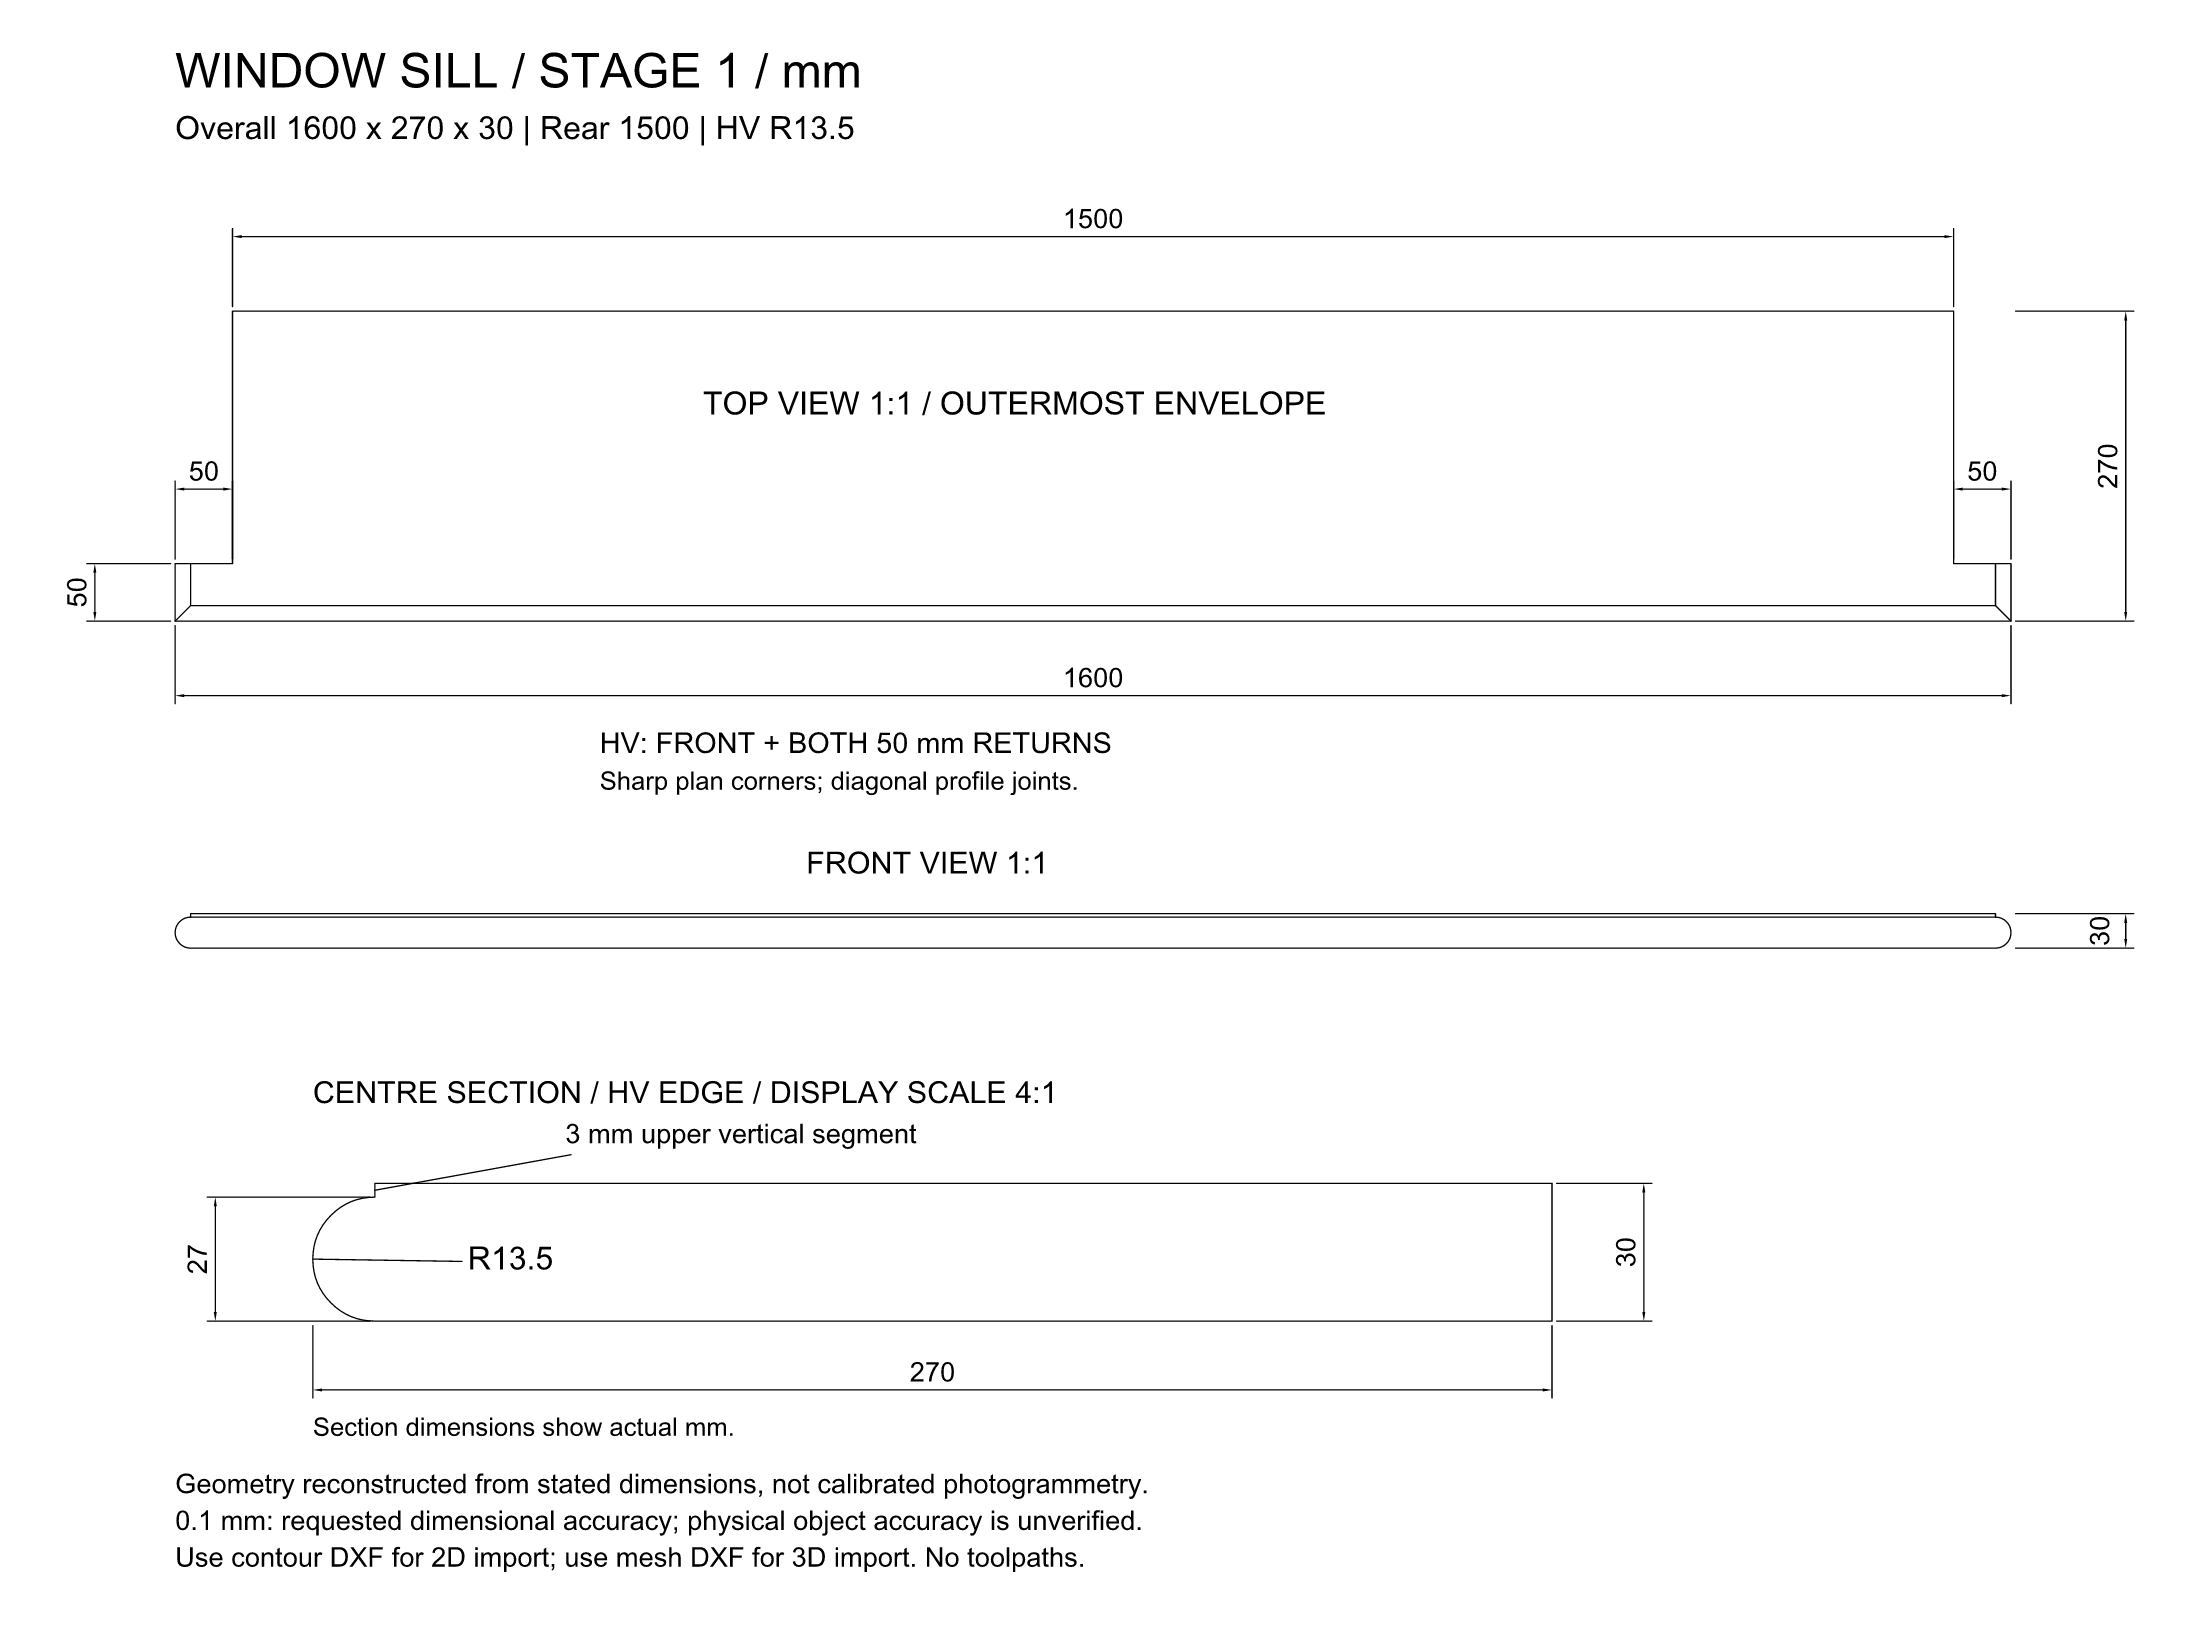 WINDOW SILL / STAGE 1 / mm
Overall 1600 x 270 x 30 | Rear 1500 | HV R13.5
1500
TOP VIEW 1:1 / OUTERMOST ENVELOPE
50
50
270
50
1600
HV: FRONT + BOTH 50 mm RETURNS
Sharp plan corners; diagonal profile joints.
FRONT VIEW 1:1
30
CENTRE SECTION / HV EDGE / DISPLAY SCALE 4:1
3 mm upper vertical segment
27
R13.5
30
270
Section dimensions show actual mm.
Geometry reconstructed from stated dimensions, not calibrated photogrammetry.
0.1 mm: requested dimensional accuracy; physical object accuracy is unverified.
Use contour DXF for 2D import; use mesh DXF for 3D import. No toolpaths.